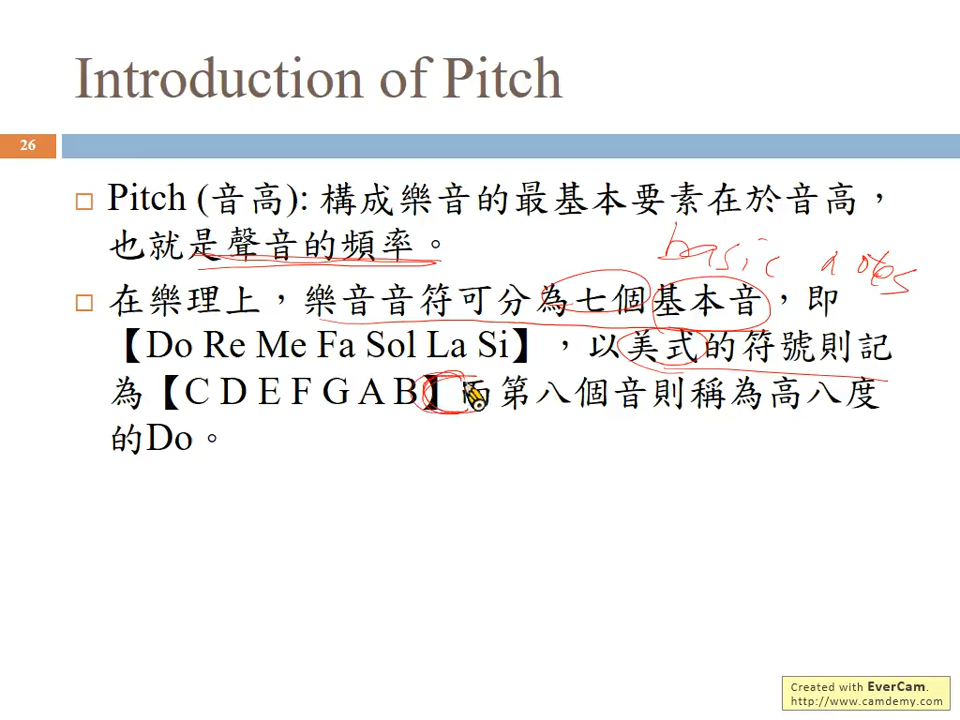 Introduction of Pitch
26
Pitch (音高): 構成樂音的最基本要素在於音高，
也就是聲音的頻率。
basic notes
在樂理上，樂音音符可分為七個基本音，即
【Do Re Me Fa Sol La Si】，以美式的符號則記
為【C D E F G A B】而第八個音則稱為高八度
的Do。
Created with EverCam.
http://www.camdemy.com